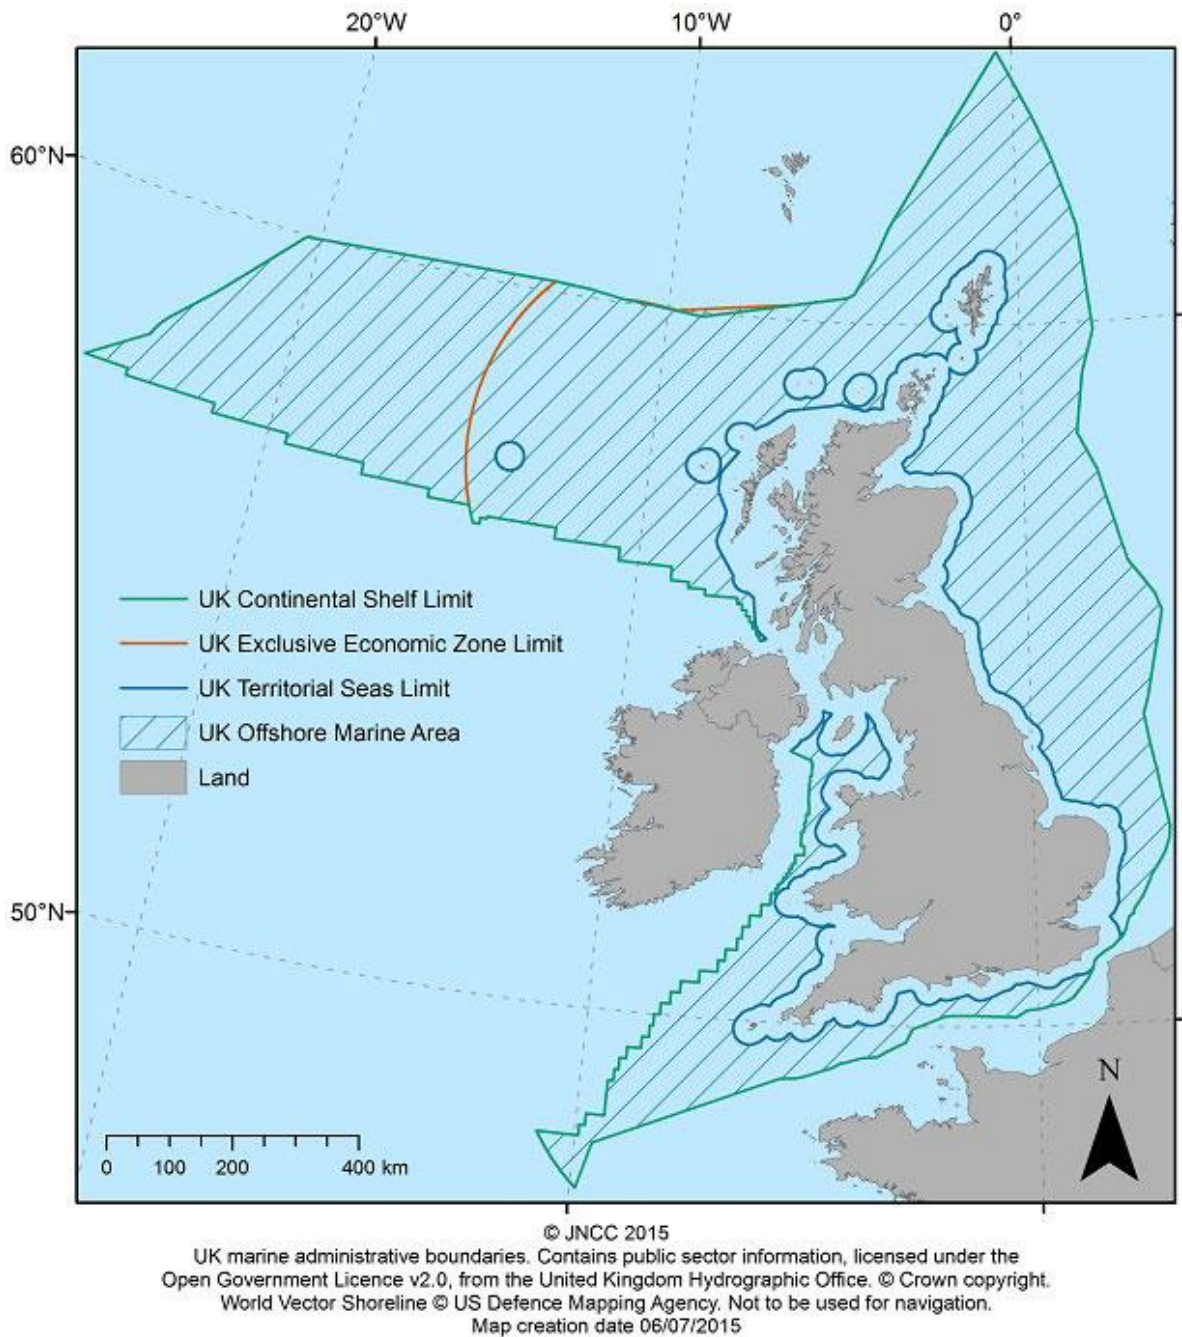 20°W 10°W 0°
60°N
UK Continental Shelf Limit
UK Exclusive Economic Zone Limit
UK Territorial Seas Limit
UK Offshore Marine Area
Land
50°N
N
0 100 200 400 km
© JNCC 2015
UK marine administrative boundaries. Contains public sector information, licensed under the
Open Government Licence v2.0, from the United Kingdom Hydrographic Office. © Crown copyright.
World Vector Shoreline © US Defence Mapping Agency. Not to be used for navigation.
Map creation date 06/07/2015